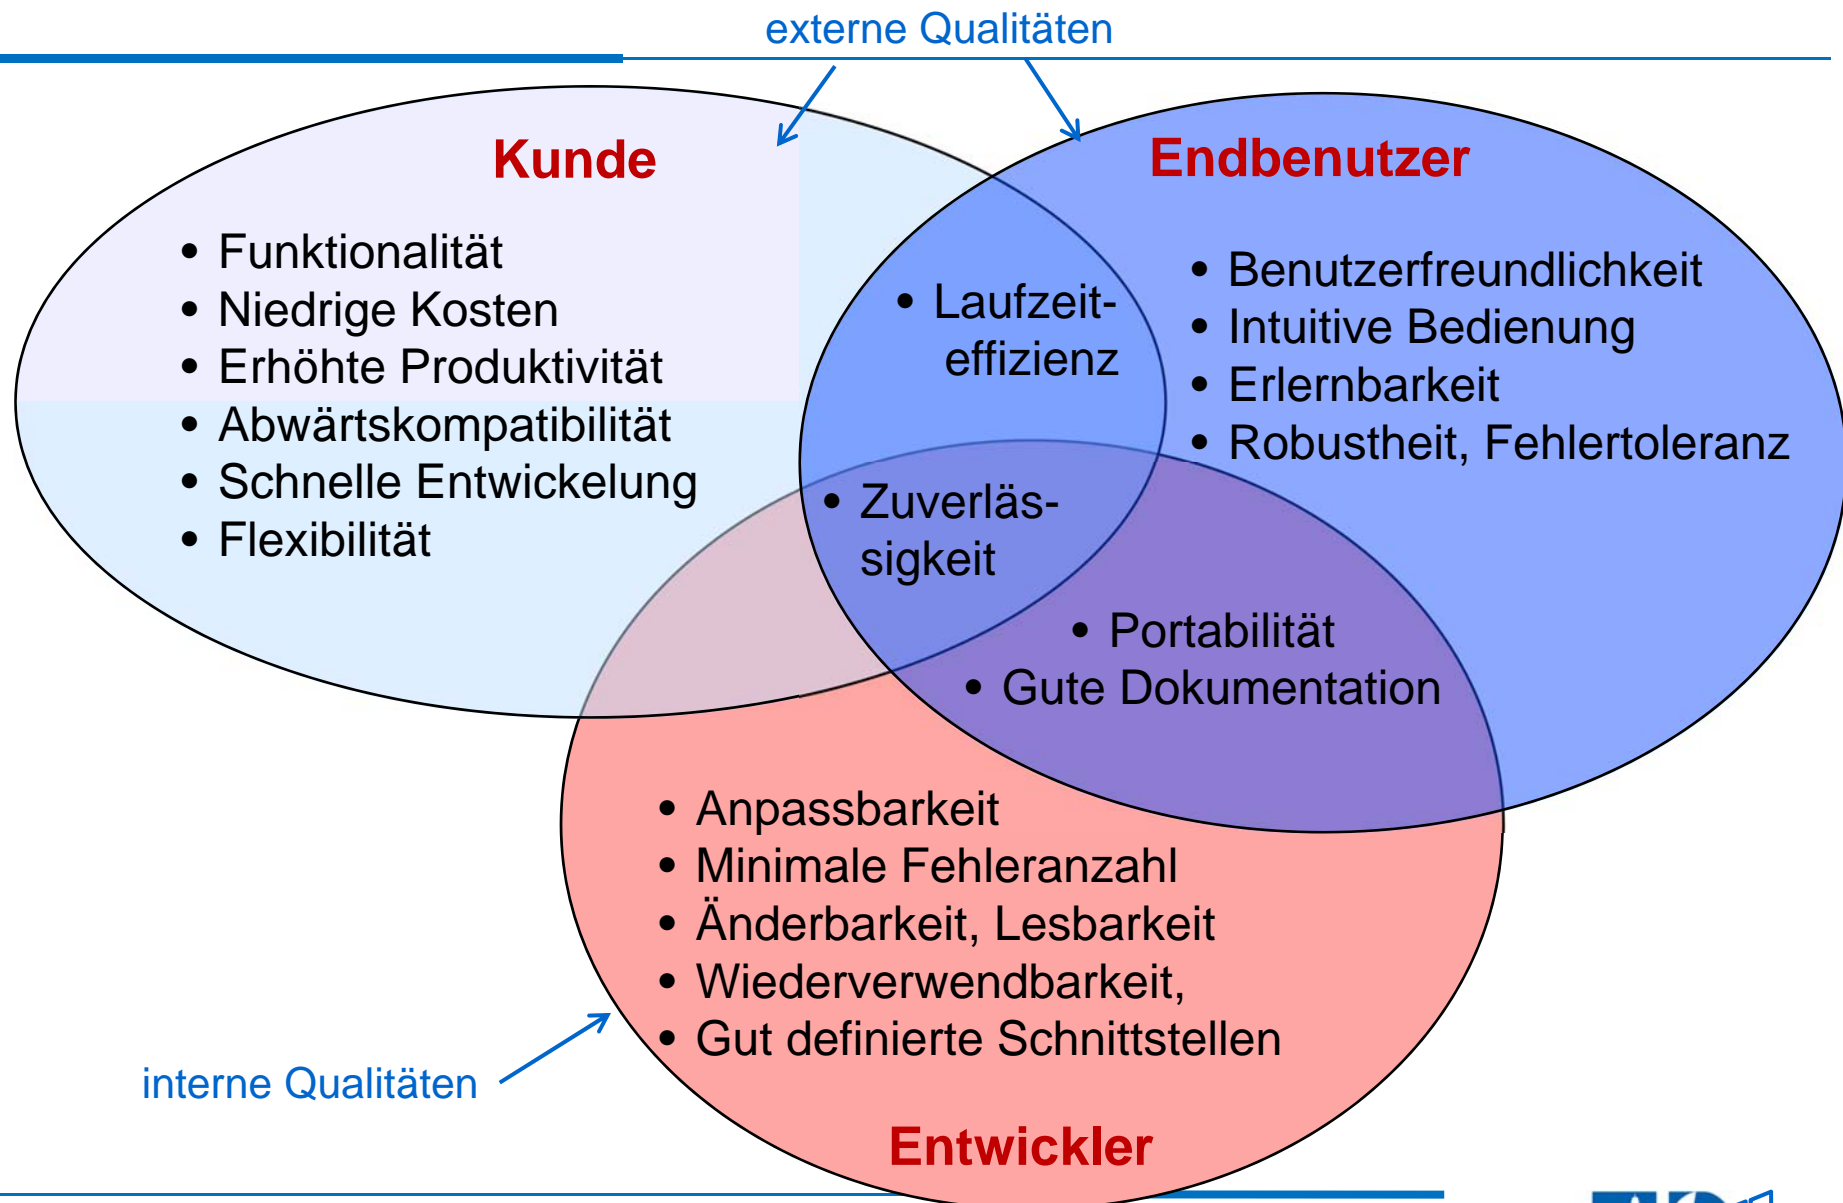 externe Qualitäten
Kunde
• Funktionalität
• Niedrige Kosten
• Erhöhte Produktivität
• Abwärtskompatibilität
• Schnelle Entwickelung
• Flexibilität
Endbenutzer
• Benutzerfreundlichkeit
• Intuitive Bedienung
• Erlernbarkeit
• Robustheit, Fehlertoleranz
• Laufzeit-
effizienz
• Zuverläs-
sigkeit
• Portabilität
• Gute Dokumentation
• Anpassbarkeit
• Minimale Fehleranzahl
• Änderbarkeit, Lesbarkeit
• Wiederverwendbarkeit,
• Gut definierte Schnittstellen
interne Qualitäten
Entwickler